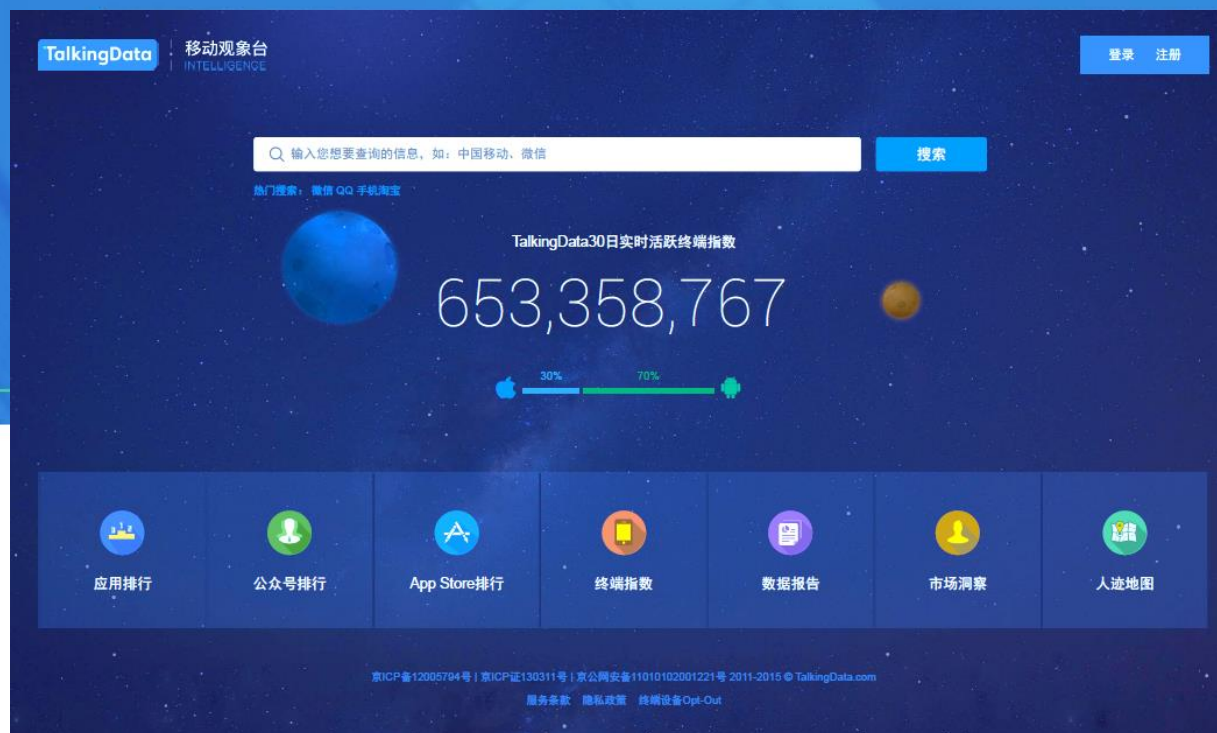 TalkingData
移动观象台
INTELLIGENCE
登录 注册
输入您想要查询的信息，如：中国移动、微信
搜索
热门搜索： 微信 QQ 手机淘宝
TalkingData30日实时活跃终端指数
653,358,767
30% 70%
应用排行 公众号排行 App Store排行 终端指数 数据报告 市场洞察 人迹地图
京ICP备12005794号 | 京ICP证130311号 | 京公网安备11010102001221号 2011-2015 © TalkingData.com
服务条款 隐私政策 终端设备Opt-Out